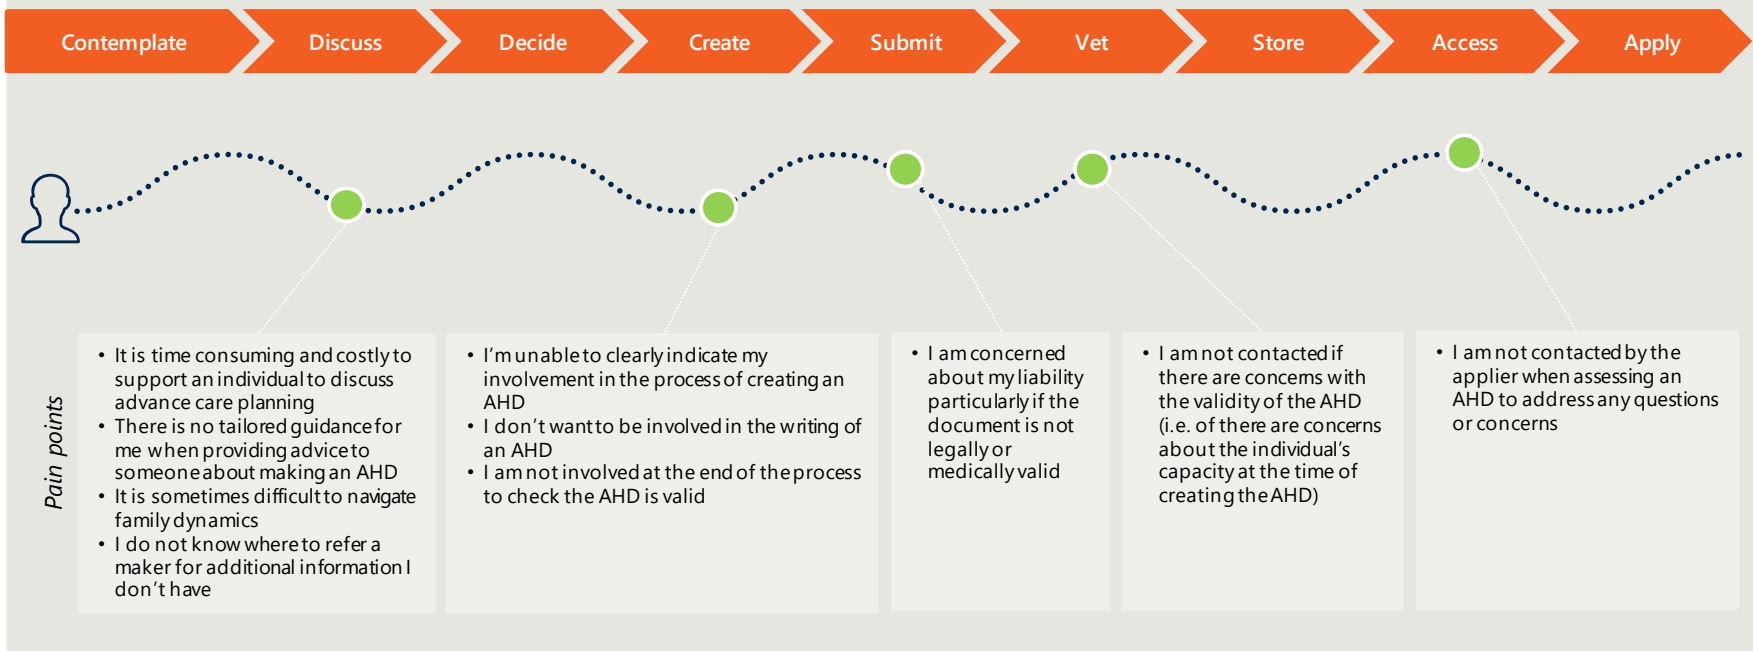 Contemplate
Discuss
Decide
Create
Submit
Vet
Store
Access
Apply
Pain points
• It is time consuming and costly to
support an individual to discuss
advance care planning
• There is no tailored guidance for
me when providing advice to
someone about making an AHD
• It is sometimes difficult to navigate
family dynamics
• I do not know where to refer a
maker for additional information I
don't have
• I'm unable to clearly indicate my
involvement in the process of creating an
AHD
• I don't want to be involved in the writing of
an AHD
• I am not involved at the end of the process
to check the AHD is valid
• I am concerned
about my liability
particularly if the
document is not
legally or
medically valid
• I am not contacted if
there are concerns with
the validity of the AHD
(i.e. of there are concerns
about the individual's
capacity at the time of
creating the AHD)
• I am not contacted by the
applier when assessing an
AHD to address any questions
or concerns